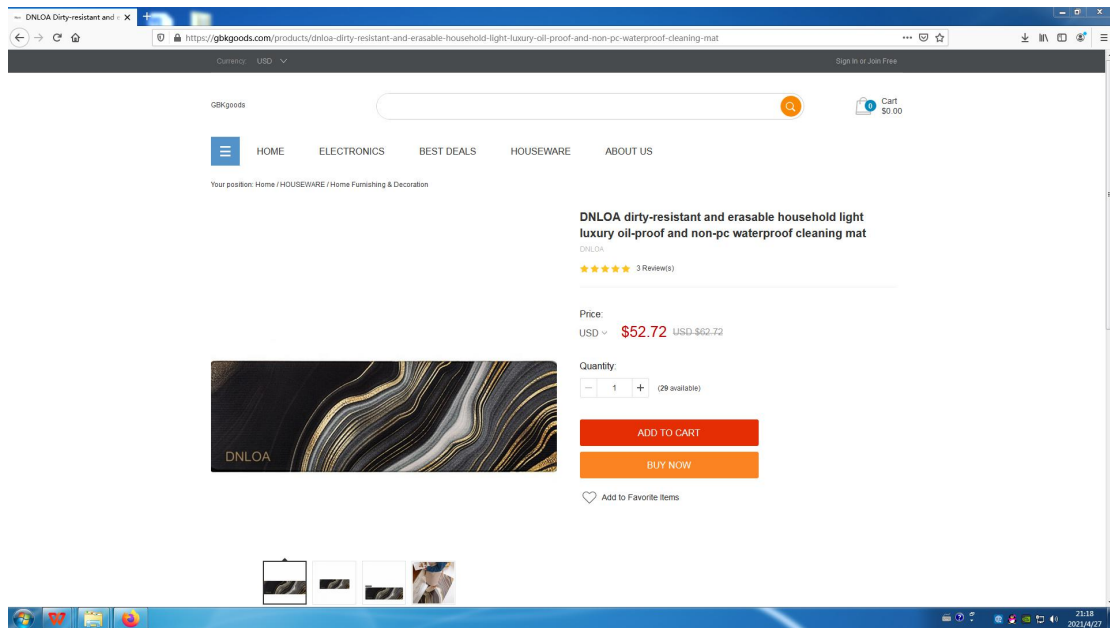 DNLOA Dirty-resistant and e
https://gbkgoods.com/products/dnloa-dirty-resistant-and-erasable-household-light-luxury-oil-proof-and-non-pc-waterproof-cleaning-mat
Currency: USD
Sign in or Join Free
GBKgoods
0
Cart
$0.00
HOME ELECTRONICS BEST DEALS HOUSEWARE ABOUT US
Your position: Home / HOUSEWARE / Home Furnishing & Decoration
DNLOA dirty-resistant and erasable household light
luxury oil-proof and non-pc waterproof cleaning mat
DNLOA
3 Review(s)
Price:
USD $52.72 USD $62.72
Quantity:
− 1 + (29 available)
ADD TO CART
DNLOA
BUY NOW
Add to Favorite Items
21:18
2021/4/27